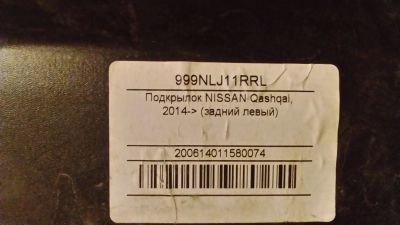 999NLJ11RRL
Подкрылок NISSAN Qashqai,
2014-> (задний левый)
200614011580074